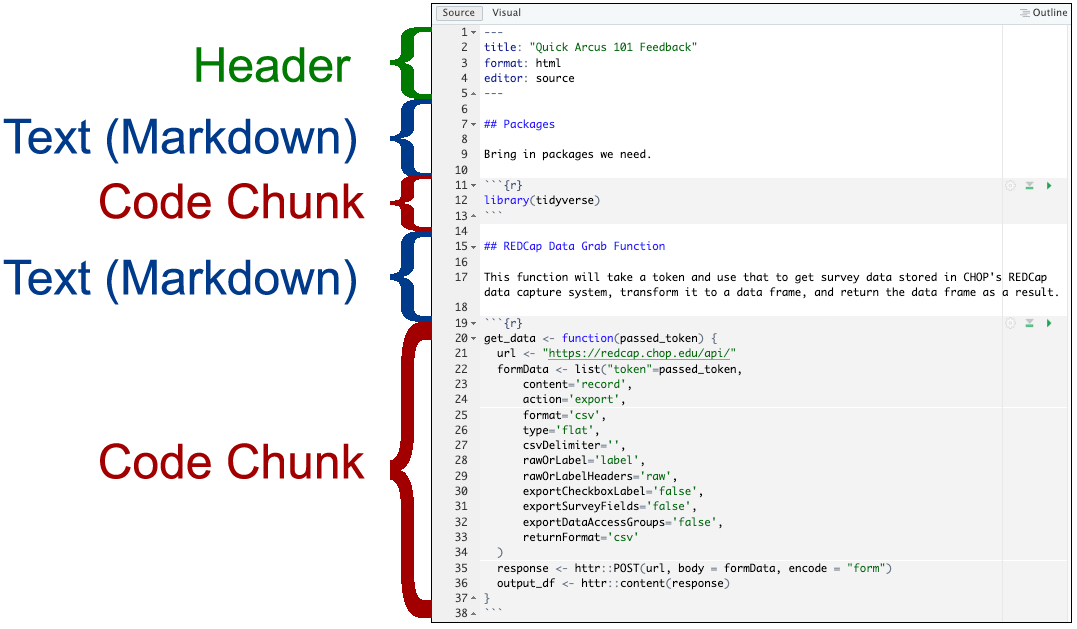 Source Visual Outline
Header
Text (Markdown)
Code Chunk
Text (Markdown)
Code Chunk
1 ---
2 title: "Quick Arcus 101 Feedback"
3 format: html
4 editor: source
5 ---
6
7 ## Packages
8
9 Bring in packages we need.
10
11 ```{r}
12 library(tidyverse)
13 ```
14
15 ## REDCap Data Grab Function
16
17 This function will take a token and use that to get survey data stored in CHOP's REDCap
data capture system, transform it to a data frame, and return the data frame as a result.
18
19 ```{r}
20 get_data <- function(passed_token) {
21   url <- "https://redcap.chop.edu/api/"
22   formData <- list("token"=passed_token,
23       content='record',
24       action='export',
25       format='csv',
26       type='flat',
27       csvDelimiter='',
28       rawOrLabel='label',
29       rawOrLabelHeaders='raw',
30       exportCheckboxLabel='false',
31       exportSurveyFields='false',
32       exportDataAccessGroups='false',
33       returnFormat='csv'
34   )
35   response <- httr::POST(url, body = formData, encode = "form")
36   output_df <- httr::content(response)
37 }
38 ```